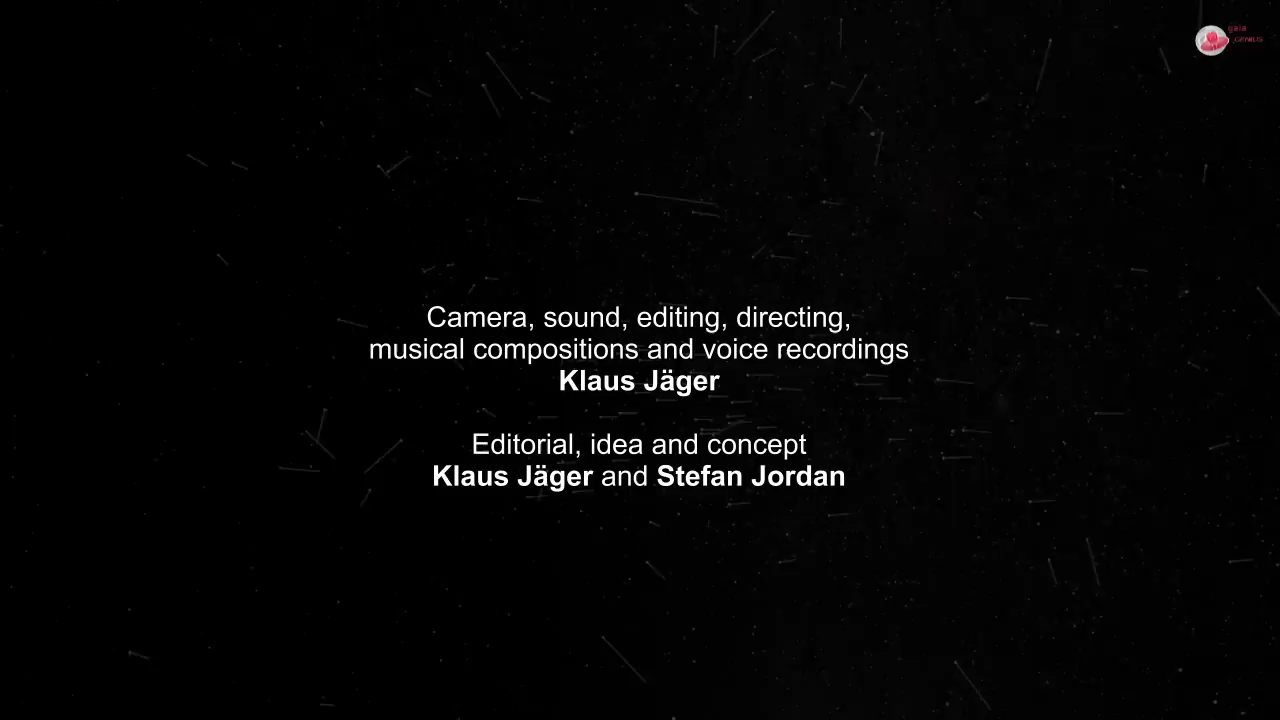 gaia
Camera, sound, editing, directing,
musical compositions and voice recordings
Klaus Jäger
Editorial, idea and concept
Klaus Jäger and Stefan Jordan